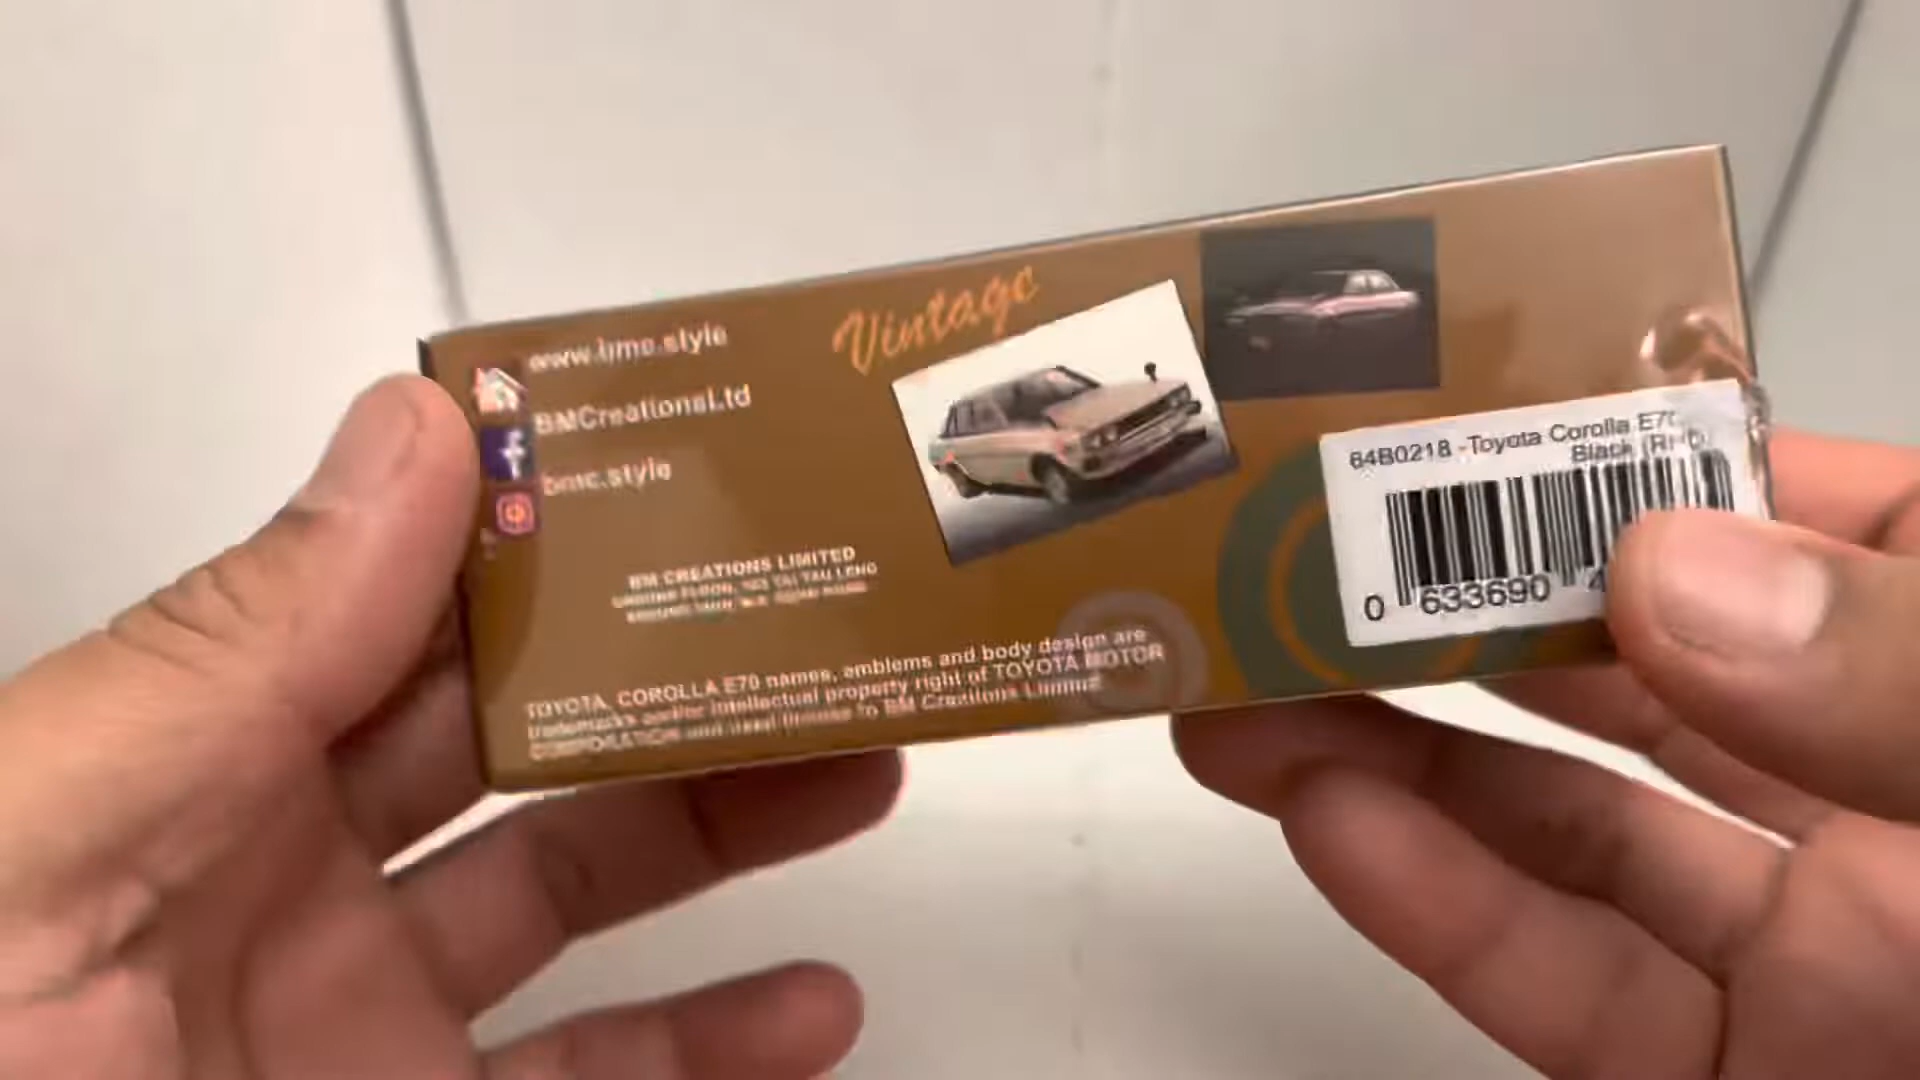 www.bmc.style
BMCreationsLtd
bmc.style
Vintage
BM CREATIONS LIMITED
TOYOTA, COROLLA E70 names, emblems and body design are
trademarks and/or intellectual property right of TOYOTA MOTOR
CORPORATION and used license to BM Creations Limited
64B0218 -Toyota Corolla E70
Black (RHD)
0 633690 4